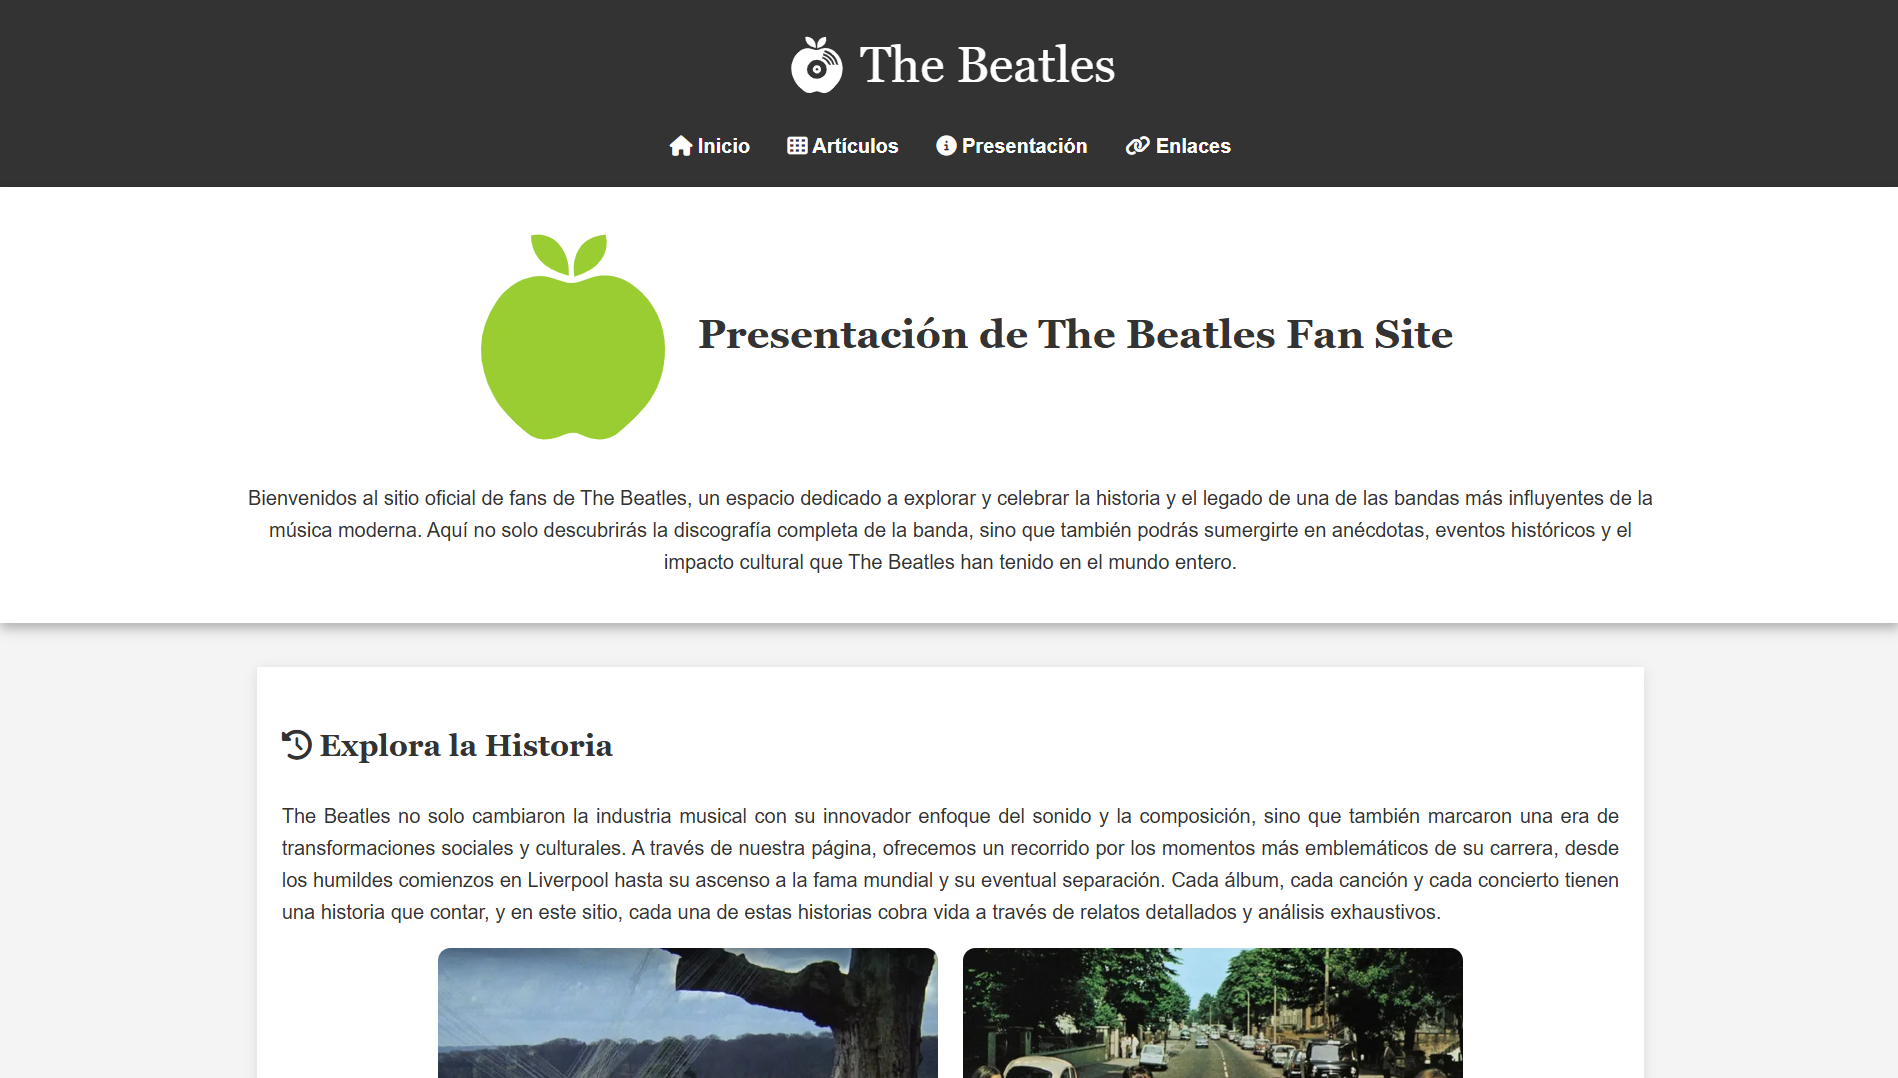 The Beatles
Inicio Artículos Presentación Enlaces
Presentación de The Beatles Fan Site
Bienvenidos al sitio oficial de fans de The Beatles, un espacio dedicado a explorar y celebrar la historia y el legado de una de las bandas más influyentes de la
música moderna. Aquí no solo descubrirás la discografía completa de la banda, sino que también podrás sumergirte en anécdotas, eventos históricos y el
impacto cultural que The Beatles han tenido en el mundo entero.
Explora la Historia
The Beatles no solo cambiaron la industria musical con su innovador enfoque del sonido y la composición, sino que también marcaron una era de
transformaciones sociales y culturales. A través de nuestra página, ofrecemos un recorrido por los momentos más emblemáticos de su carrera, desde
los humildes comienzos en Liverpool hasta su ascenso a la fama mundial y su eventual separación. Cada álbum, cada canción y cada concierto tienen
una historia que contar, y en este sitio, cada una de estas historias cobra vida a través de relatos detallados y análisis exhaustivos.